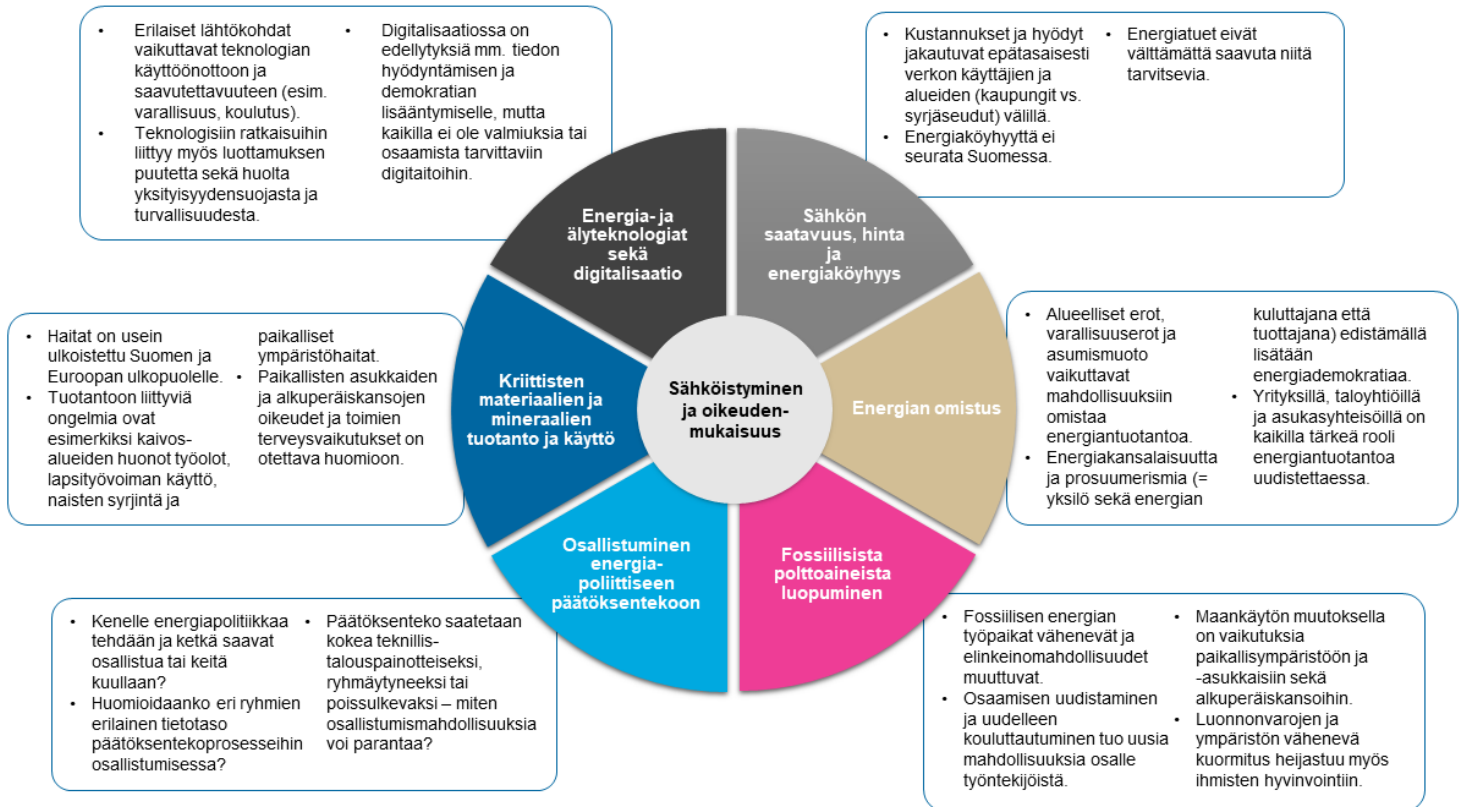 • Erilaiset lähtökohdat
vaikuttavat teknologian
käyttöönottoon ja
saavutettavuuteen (esim.
varallisuus, koulutus).
• Teknologisiin ratkaisuihin
liittyy myös luottamuksen
puutetta sekä huolta
yksityisyydensuojasta ja
turvallisuudesta.
• Digitalisaatiossa on
edellytyksiä mm. tiedon
hyödyntämisen ja
demokratian
lisääntymiselle, mutta
kaikilla ei ole valmiuksia tai
osaamista tarvittaviin
digitaitoihin.
• Kustannukset ja hyödyt
jakautuvat epätasaisesti
verkon käyttäjien ja
alueiden (kaupungit vs.
syrjäseudut) välillä.
• Energiaköyhyyttä ei
seurata Suomessa.
• Energiatuet eivät
välttämättä saavuta niitä
tarvitsevia.
Energia- ja
älyteknologiat
sekä
digitalisaatio
Sähkön
saatavuus, hinta
ja
energiaköyhyys
• Haitat on usein
ulkoistettu Suomen ja
Euroopan ulkopuolelle.
• Tuotantoon liittyviä
ongelmia ovat
esimerkiksi kaivos-
alueiden huonot työolot,
lapsityövoiman käyttö,
naisten syrjintä ja
paikalliset
ympäristöhaitat.
• Paikallisten asukkaiden
ja alkuperäiskansojen
oikeudet ja toimien
terveysvaikutukset on
otettava huomioon.
Kriittisten
materiaalien ja
mineraalien
tuotanto ja käyttö
Sähköistyminen
ja oikeuden-
mukaisuus
Energian omistus
• Alueelliset erot,
varallisuuserot ja
asumismuoto
vaikuttavat
mahdollisuuksiin
omistaa
energiantuotantoa.
• Energiakansalaisuutta
ja prosuumerismia (=
yksilö sekä energian
kuluttajana että
tuottajana) edistämällä
lisätään
energiademokratiaa.
• Yrityksillä, taloyhtiöillä
ja asukasyhteisöillä on
kaikilla tärkeä rooli
energiantuotantoa
uudistettaessa.
Osallistuminen
energia-
poliittiseen
päätöksentekoon
Fossiilisista
polttoaineista
luopuminen
• Kenelle energiapolitiikkaa
tehdään ja ketkä saavat
osallistua tai keitä
kuullaan?
• Huomioidaanko eri ryhmien
erilainen tietotaso
päätöksentekoprosesseihin
osallistumisessa?
• Päätöksenteko saatetaan
kokea teknillis-
talouspainotteiseksi,
ryhmäytyneeksi tai
poissulkevaksi – miten
osallistumismahdollisuuksia
voi parantaa?
• Fossiilisen energian
työpaikat vähenevät ja
elinkeinomahdollisuudet
muuttuvat.
• Osaamisen uudistaminen
ja uudelleen
kouluttautuminen tuo uusia
mahdollisuuksia osalle
työntekijöistä.
• Maankäytön muutoksella
on vaikutuksia
paikallisympäristöön ja
-asukkaisiin sekä
alkuperäiskansoihin.
• Luonnonvarojen ja
ympäristön vähenevä
kuormitus heijastuu myös
ihmisten hyvinvointiin.